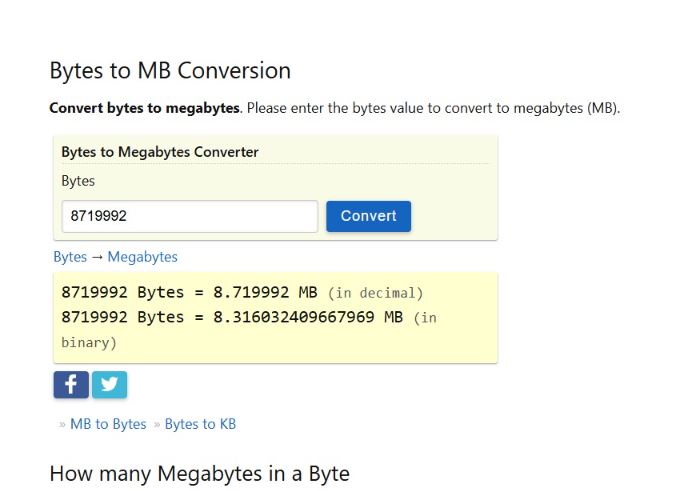 Bytes to MB Conversion
Convert bytes to megabytes. Please enter the bytes value to convert to megabytes (MB).
Bytes to Megabytes Converter
Bytes
8719992 Convert
Bytes → Megabytes
8719992 Bytes = 8.719992 MB (in decimal)
8719992 Bytes = 8.316032409667969 MB (in
binary)
» MB to Bytes » Bytes to KB
How many Megabytes in a Byte